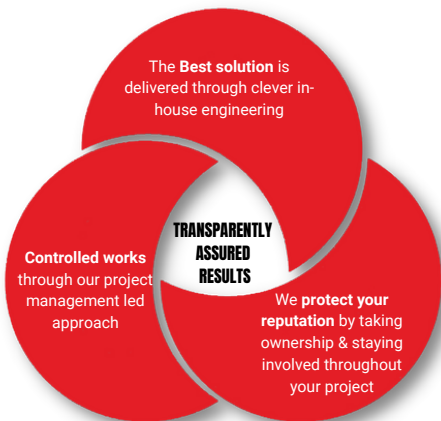 The Best solution is
delivered through clever in-
house engineering
TRANSPARENTLY
ASSURED
RESULTS
Controlled works
through our project
management led
approach
We protect your
reputation by taking
ownership & staying
involved throughout
your project